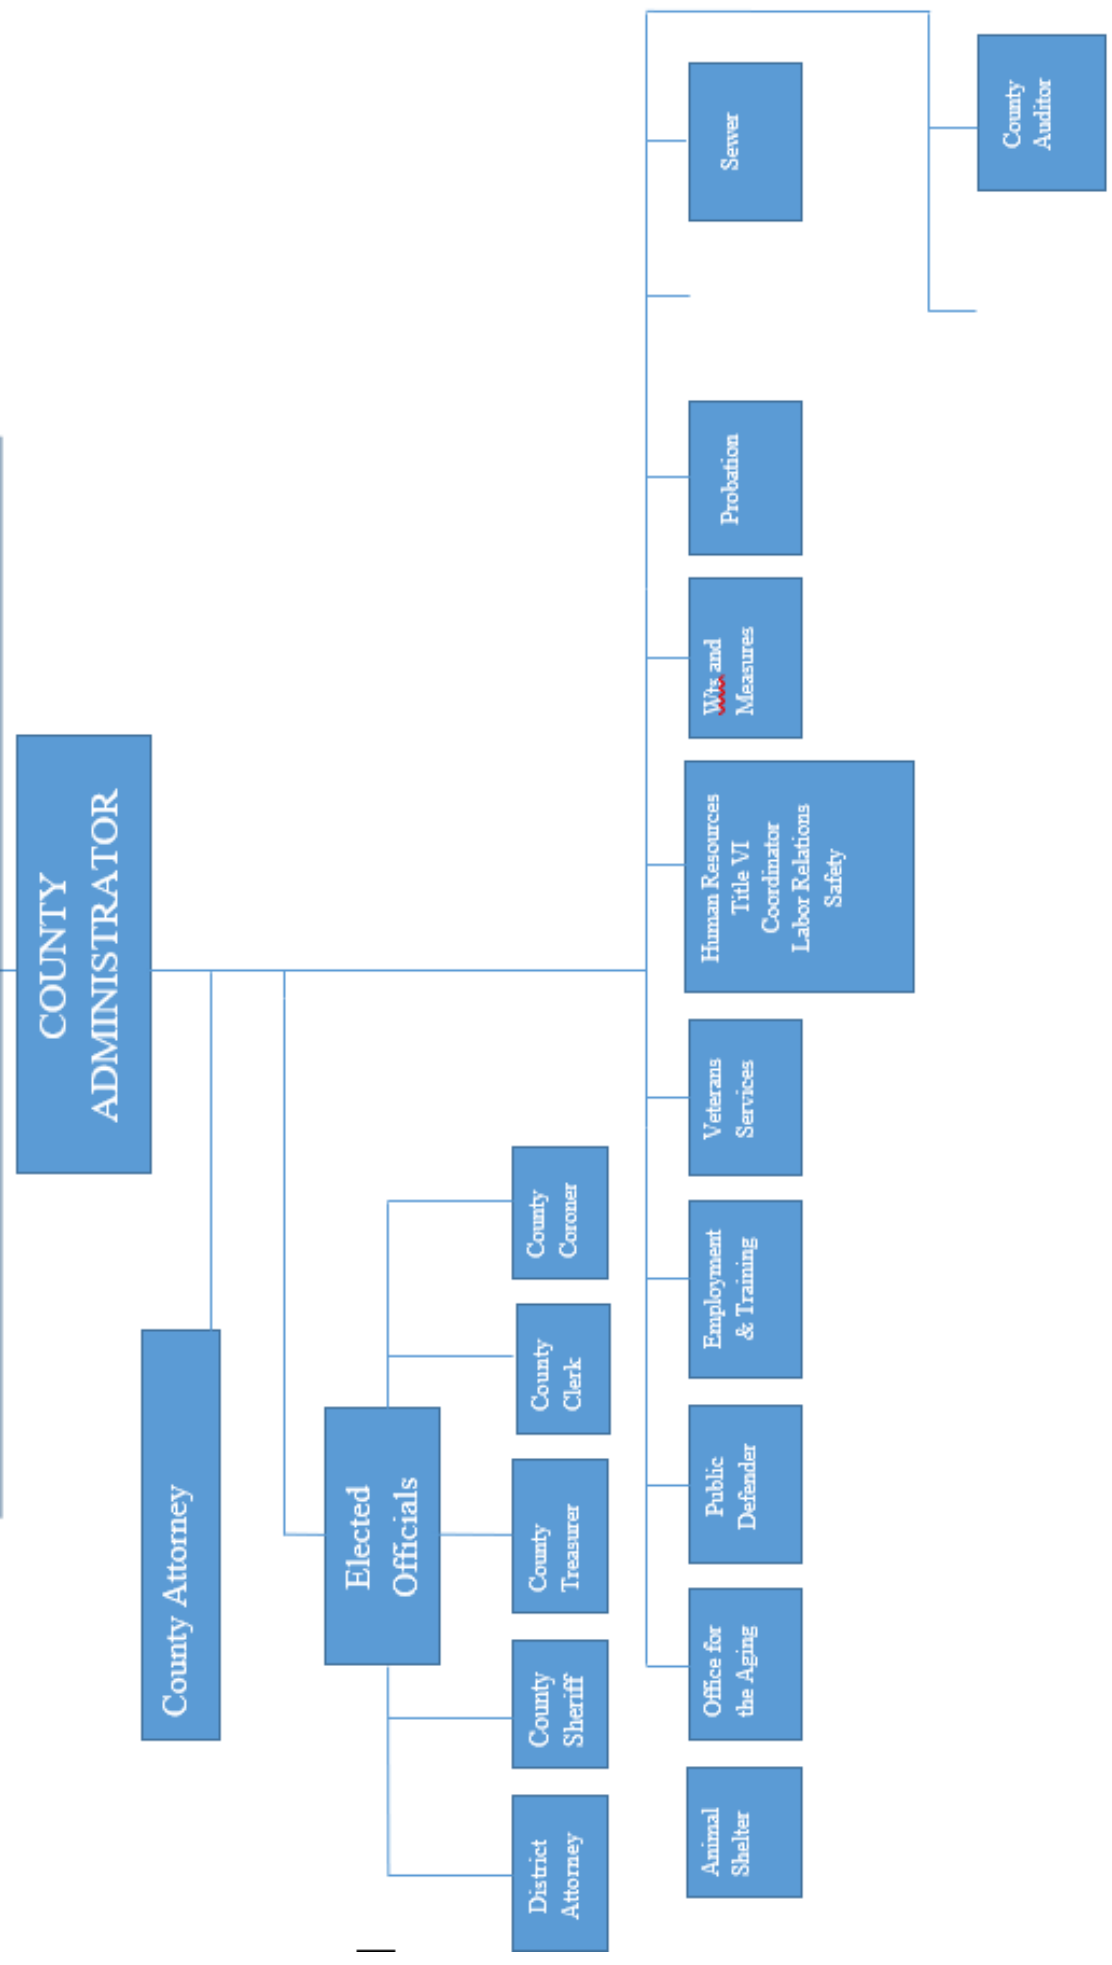 COUNTY
ADMINISTRATOR
County Attorney
Elected
Officials
District
Attorney
County
Sheriff
County
Treasurer
County
Clerk
County
Coroner
Animal
Shelter
Office for
the Aging
Public
Defender
Employment
& Training
Veterans
Services
Human Resources
Title VI
Coordinator
Labor Relations
Safety
Wts and
Measures
Probation
Sewer
County
Auditor